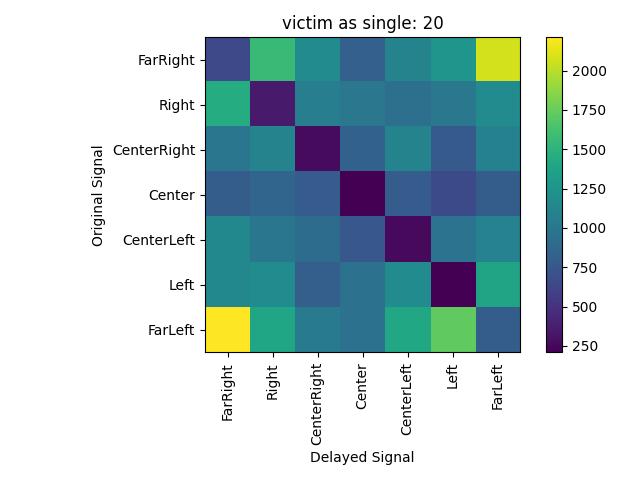 victim as single: 20
Original Signal
FarRight
Right
CenterRight
Center
CenterLeft
Left
FarLeft
FarRight
Right
CenterRight
Center
CenterLeft
Left
FarLeft
Delayed Signal
2000
1750
1500
1250
1000
750
500
250